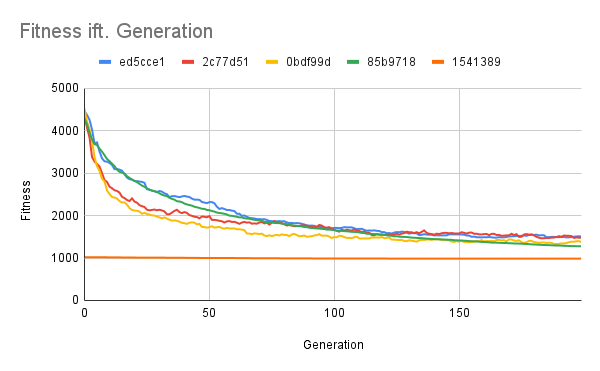 Fitness ift. Generation
ed5cce1 2c77d51 0bdf99d 85b9718 1541389
5000
4000
3000
2000
1000
0
Fitness
0 50 100 150
Generation